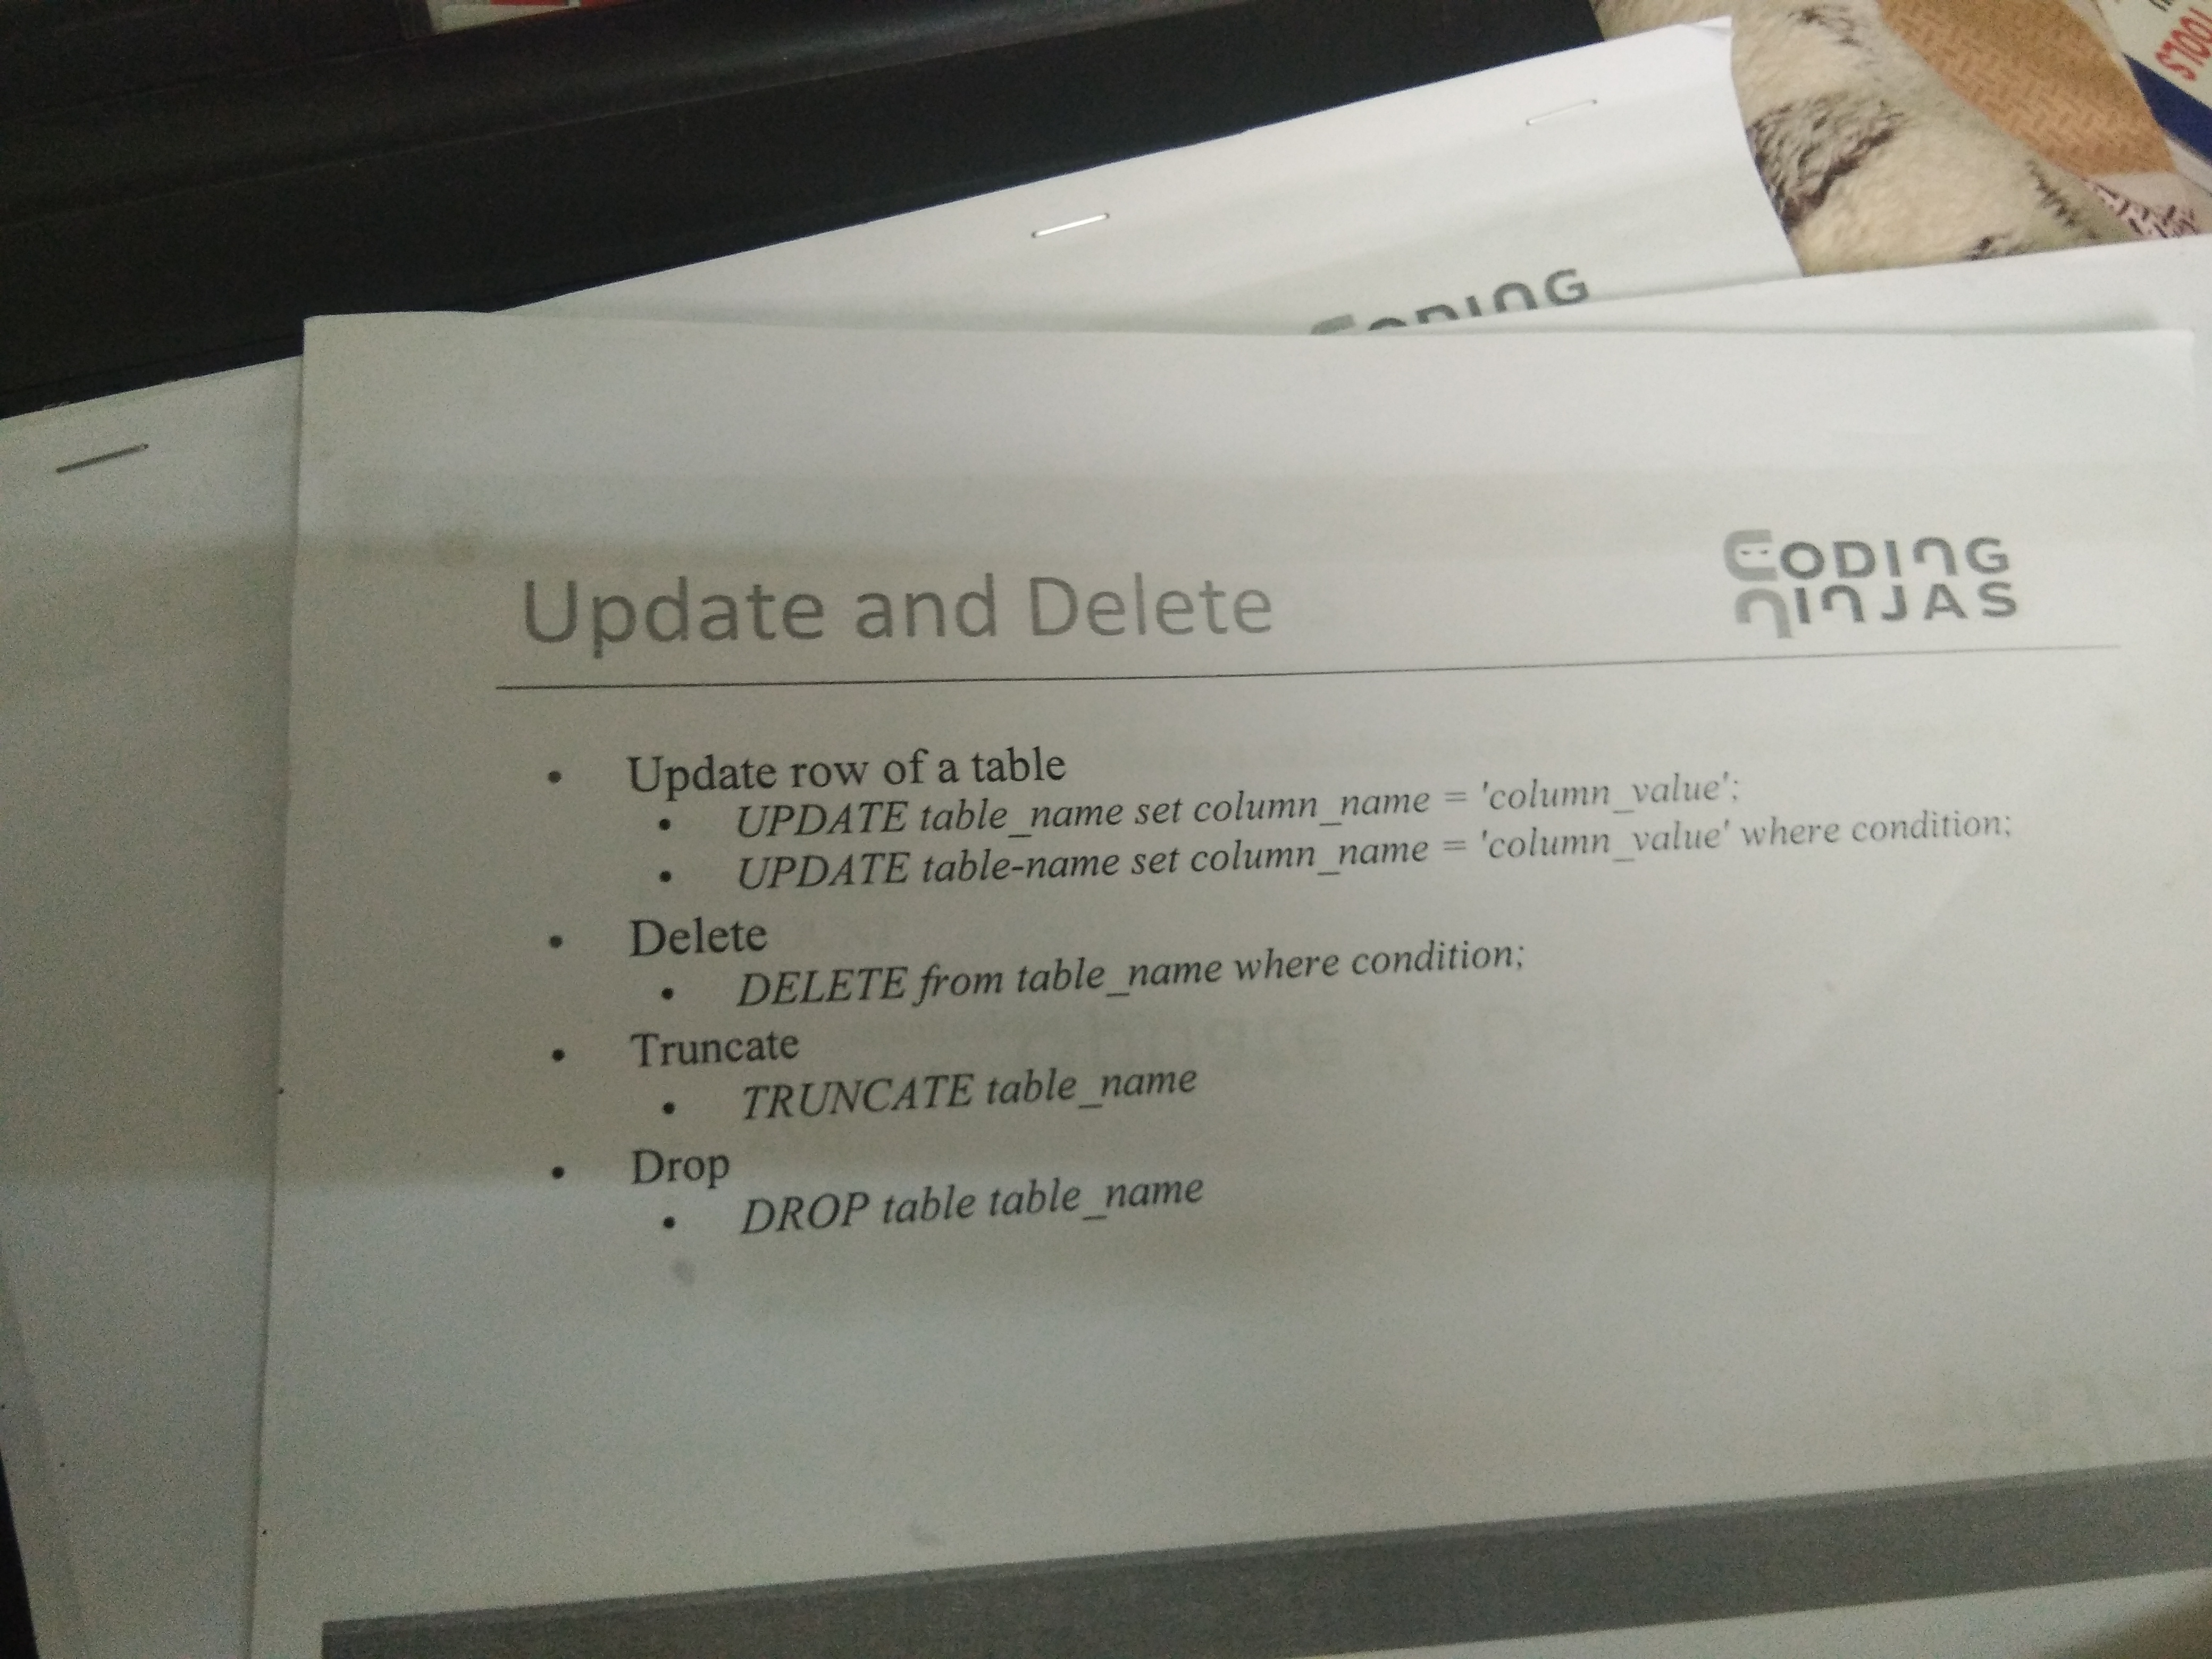 TOOLS
CODING
Update and Delete
CODING
NINJAS
• Update row of a table
• UPDATE table_name set column_name = 'column_value';
• UPDATE table-name set column_name = 'column_value' where condition;
• Delete
• DELETE from table_name where condition;
• Truncate
• TRUNCATE table_name
• Drop
• DROP table table_name